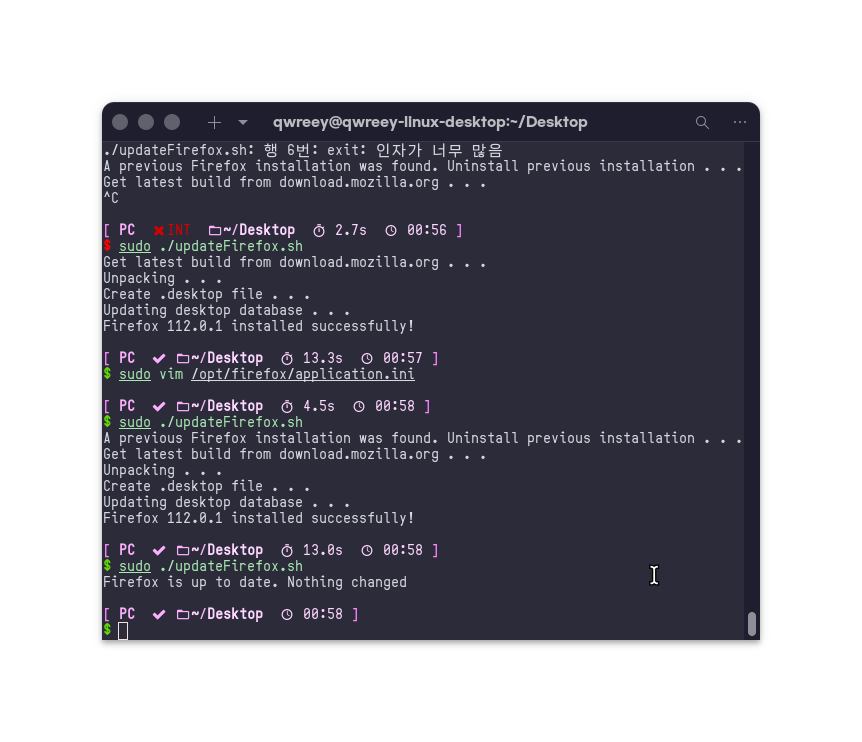 qwreey@qwreey-linux-desktop:~/Desktop
./updateFirefox.sh: 행 6번: exit: 인자가 너무 많음
A previous Firefox installation was found. Uninstall previous installation . . .
Get latest build from download.mozilla.org . . .
^C
[ PC ✖INT ~/Desktop 2.7s 00:56 ]
$ sudo ./updateFirefox.sh
Get latest build from download.mozilla.org . . .
Unpacking . . .
Create .desktop file . . .
Updating desktop database . . .
Firefox 112.0.1 installed successfully!
[ PC ✔ ~/Desktop 13.3s 00:57 ]
$ sudo vim /opt/firefox/application.ini
[ PC ✔ ~/Desktop 4.5s 00:58 ]
$ sudo ./updateFirefox.sh
A previous Firefox installation was found. Uninstall previous installation . . .
Get latest build from download.mozilla.org . . .
Unpacking . . .
Create .desktop file . . .
Updating desktop database . . .
Firefox 112.0.1 installed successfully!
[ PC ✔ ~/Desktop 13.0s 00:58 ]
$ sudo ./updateFirefox.sh
Firefox is up to date. Nothing changed
[ PC ✔ ~/Desktop 00:58 ]
$